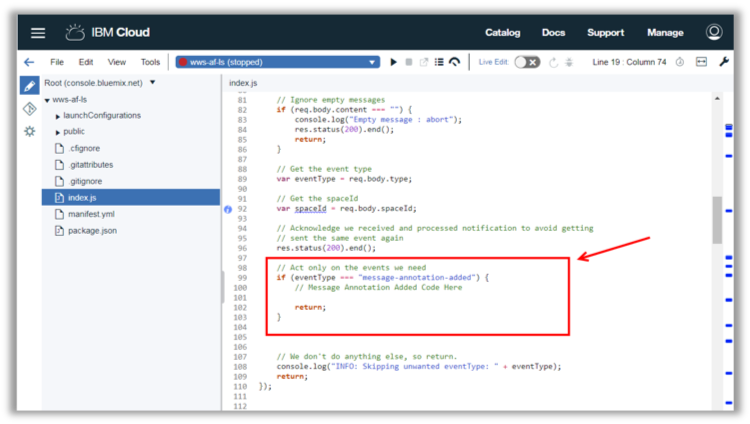 IBM Cloud
Catalog Docs Support Manage
File Edit View Tools wws-af-ls (stopped) Live Edit Line 19 : Column 74
Root (console.bluemix.net)
wws-af-ls
launchConfigurations
public
.cfignore
.gitattributes
.gitignore
index.js
manifest.yml
package.json
index.js
81 // Ignore empty messages
82 if (req.body.content === "") {
83 console.log("Empty message : abort");
84 res.status(200).end();
85 return;
86 }
87
88 // Get the event type
89 var eventType = req.body.type;
90
91 // Get the spaceId
92 var spaceId = req.body.spaceId;
93
94 // Acknowledge we received and processed notification to avoid getting
95 // sent the same event again
96 res.status(200).end();
97
98 // Act only on the events we need
99 if (eventType === "message-annotation-added") {
100 // Message Annotation Added Code Here
101
102 return;
103 }
104
105
106
107 // We don't do anything else, so return.
108 console.log("INFO: Skipping unwanted eventType: " + eventType);
109 return;
110 });
111
112